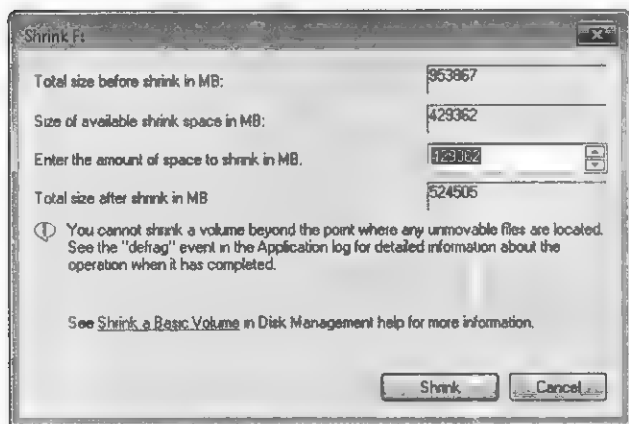 Shrink F:
Total size before shrink in MB: 953867
Size of available shrink space in MB: 429362
Enter the amount of space to shrink in MB. 429362
Total size after shrink in MB 524505
You cannot shrink a volume beyond the point where any unmovable files are located.
See the "defrag" event in the Application log for detailed information about the
operation when it has completed.
See Shrink a Basic Volume in Disk Management help for more information.
Shrink Cancel